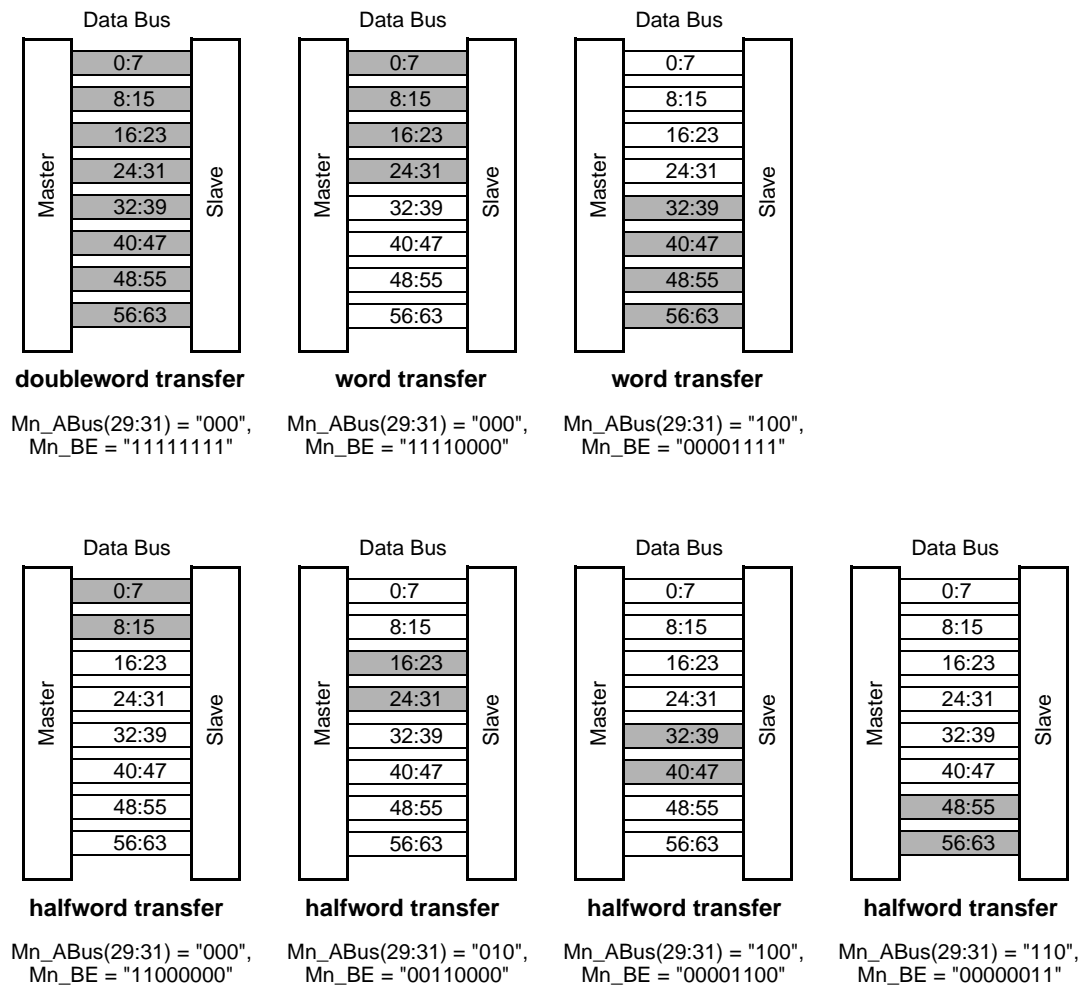 Data Bus Data Bus Data Bus
0:7 0:7 0:7
8:15 8:15 8:15
16:23 16:23 16:23
24:31 24:31 24:31
Master Slave Master Slave Master Slave
32:39 32:39 32:39
40:47 40:47 40:47
48:55 48:55 48:55
56:63 56:63 56:63
doubleword transfer word transfer word transfer
Mn_ABus(29:31) = "000", Mn_ABus(29:31) = "000", Mn_ABus(29:31) = "100",
Mn_BE = "11111111" Mn_BE = "11110000" Mn_BE = "00001111"
Data Bus Data Bus Data Bus Data Bus
0:7 0:7 0:7 0:7
8:15 8:15 8:15 8:15
16:23 16:23 16:23 16:23
24:31 24:31 24:31 24:31
Master Slave Master Slave Master Slave Master Slave
32:39 32:39 32:39 32:39
40:47 40:47 40:47 40:47
48:55 48:55 48:55 48:55
56:63 56:63 56:63 56:63
halfword transfer halfword transfer halfword transfer halfword transfer
Mn_ABus(29:31) = "000", Mn_ABus(29:31) = "010", Mn_ABus(29:31) = "100", Mn_ABus(29:31) = "110",
Mn_BE = "11000000" Mn_BE = "00110000" Mn_BE = "00001100" Mn_BE = "00000011"